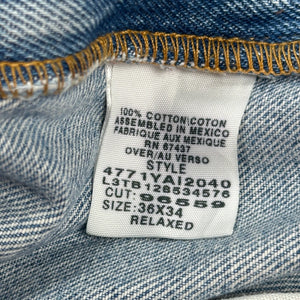 100% COTTON COTON
ASSEMBLED IN MEXICO
FABRIQUE AUX MEXIQUE
RN 67437
OVER/AU VERSO
STYLE
4771YAI2040
L3TB128534576
CUT: 96559
SIZE: 36X34
RELAXED